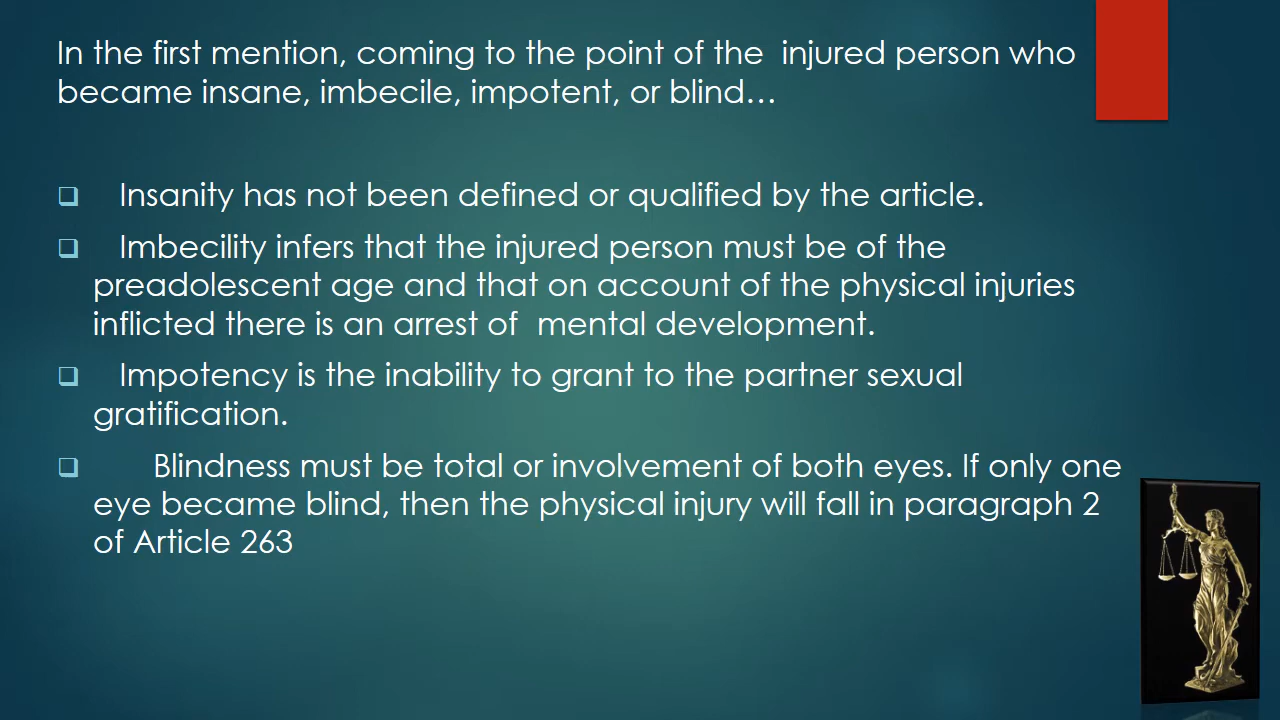 In the first mention, coming to the point of the  injured person who
became insane, imbecile, impotent, or blind…
Insanity has not been defined or qualified by the article.
Imbecility infers that the injured person must be of the
preadolescent age and that on account of the physical injuries
inflicted there is an arrest of  mental development.
Impotency is the inability to grant to the partner sexual
gratification.
Blindness must be total or involvement of both eyes. If only one
eye became blind, then the physical injury will fall in paragraph 2
of Article 263